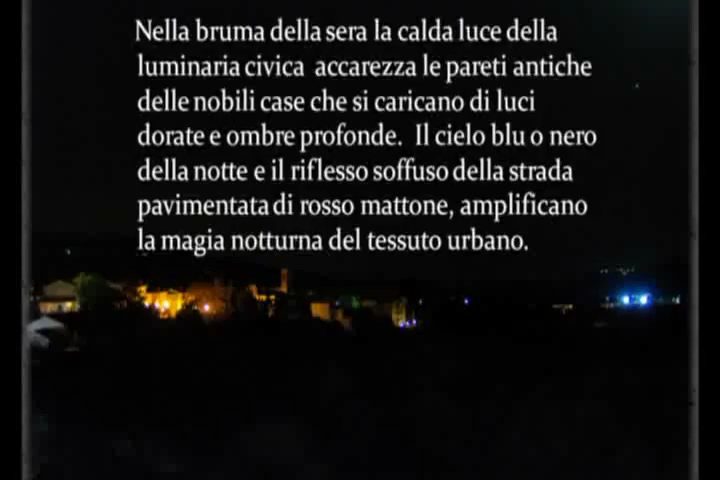 Nella bruma della sera la calda luce della
luminaria civica accarezza le pareti antiche
delle nobili case che si caricano di luci
dorate e ombre profonde. Il cielo blu o nero
della notte e il riflesso soffuso della strada
pavimentata di rosso mattone, amplificano
la magia notturna del tessuto urbano.